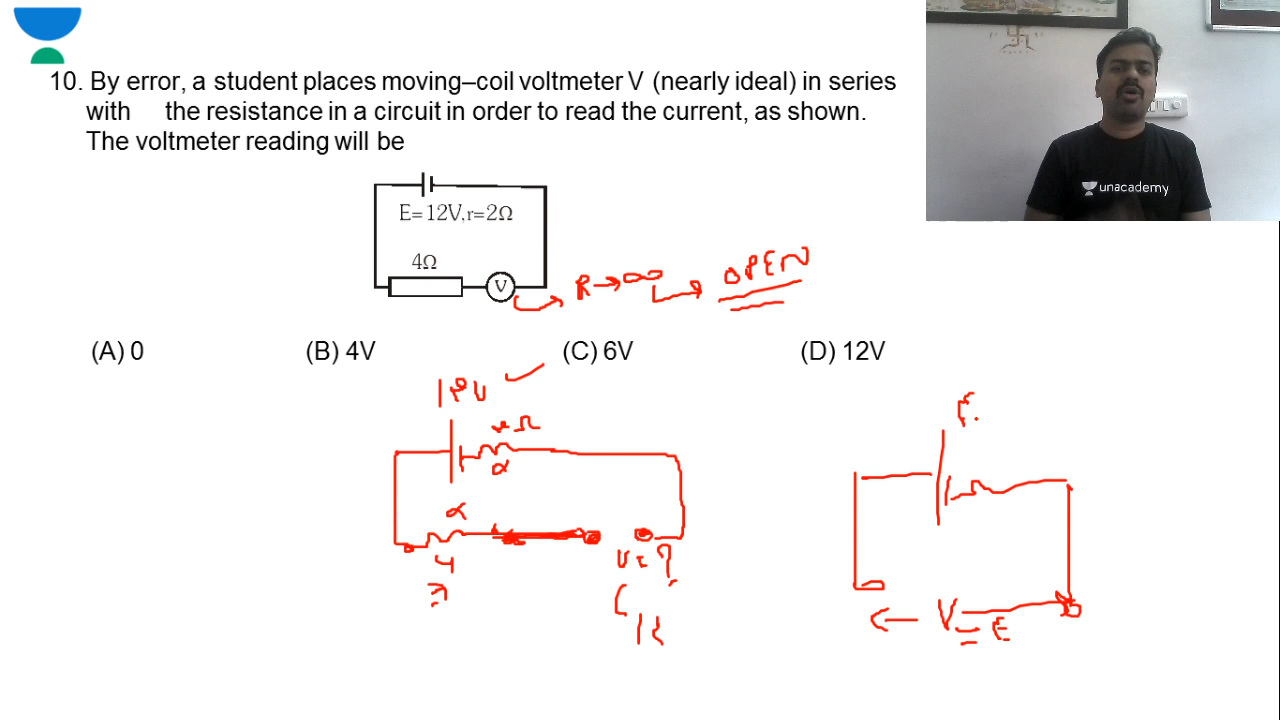 10. By error, a student places moving–coil voltmeter V (nearly ideal) in series
with the resistance in a circuit in order to read the current, as shown.
The voltmeter reading will be
unacademy
E=12V,r=2Ω
4Ω
V
R→∞
OPEN
(A) 0 (B) 4V (C) 6V (D) 12V
12V
E
4
V = ?
12
V = E